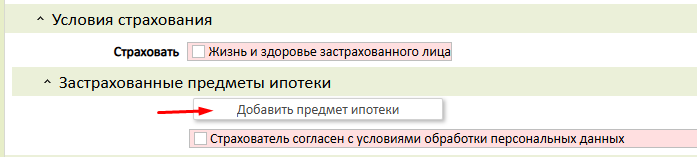 Условия страхования
Страховать Жизнь и здоровье застрахованного лица
Застрахованные предметы ипотеки
Добавить предмет ипотеки
Страхователь согласен с условиями обработки персональных данных